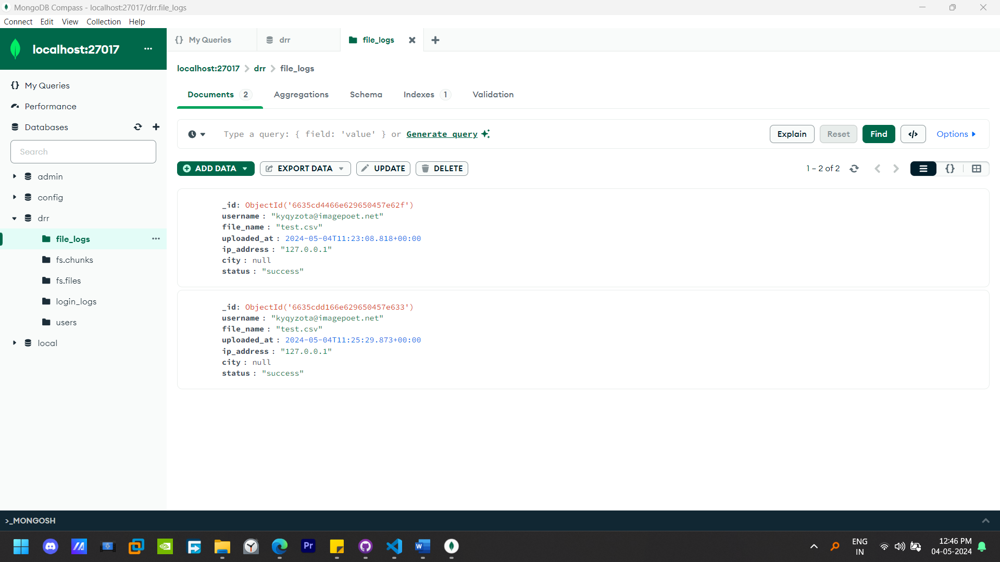 MongoDB Compass - localhost:27017/drr.file_logs
Connect Edit View Collection Help
localhost:27017
My Queries
Performance
Databases
Search
admin
config
drr
file_logs
fs.chunks
fs.files
login_logs
users
local
My Queries drr file_logs
localhost:27017 drr file_logs
Documents 2 Aggregations Schema Indexes 1 Validation
Type a query: { field: 'value' } or Generate query
Explain Reset Find </> Options
ADD DATA EXPORT DATA UPDATE DELETE 1 – 2 of 2
_id: ObjectId('6635cd4466e629650457e62f')
username : "kyqyzota@imagepoet.net"
file_name : "test.csv"
uploaded_at : 2024-05-04T11:23:08.818+00:00
ip_address : "127.0.0.1"
city : null
status : "success"
_id: ObjectId('6635cdd166e629650457e633')
username : "kyqyzota@imagepoet.net"
file_name : "test.csv"
uploaded_at : 2024-05-04T11:25:29.873+00:00
ip_address : "127.0.0.1"
city : null
status : "success"
>_MONGOSH
Pr
W
ENG
IN
12:46 PM
04-05-2024